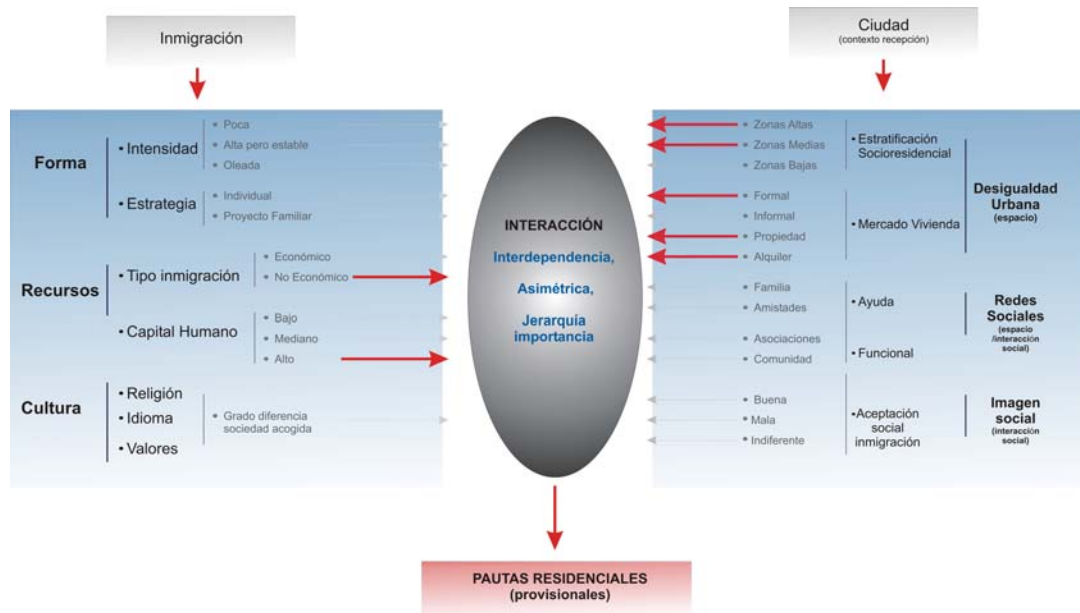 Inmigración
Forma
• Intensidad
• Poca
• Alta pero estable
• Oleada
• Estrategia
• Individual
• Proyecto Familiar
Recursos
• Tipo inmigración
• Económico
• No Económico
• Capital Humano
• Bajo
• Mediano
• Alto
Cultura
• Religión
• Idioma
• Valores
• Grado diferencia
sociedad acogida
INTERACCIÓN
Interdependencia,
Asimétrica,
Jerarquía
importancia
Ciudad
(contexto recepción)
• Zonas Altas
• Zonas Medias
• Zonas Bajas
• Estratificación
Socioresidencial
• Formal
• Informal
• Propiedad
• Alquiler
• Mercado Vivienda
Desigualdad
Urbana
(espacio)
• Familia
• Amistades
• Ayuda
• Asociaciones
• Comunidad
• Funcional
Redes
Sociales
(espacio
/interacción
social)
• Buena
• Mala
• Indiferente
• Aceptación
social
inmigración
Imagen
social
(interacción
social)
PAUTAS RESIDENCIALES
(provisionales)